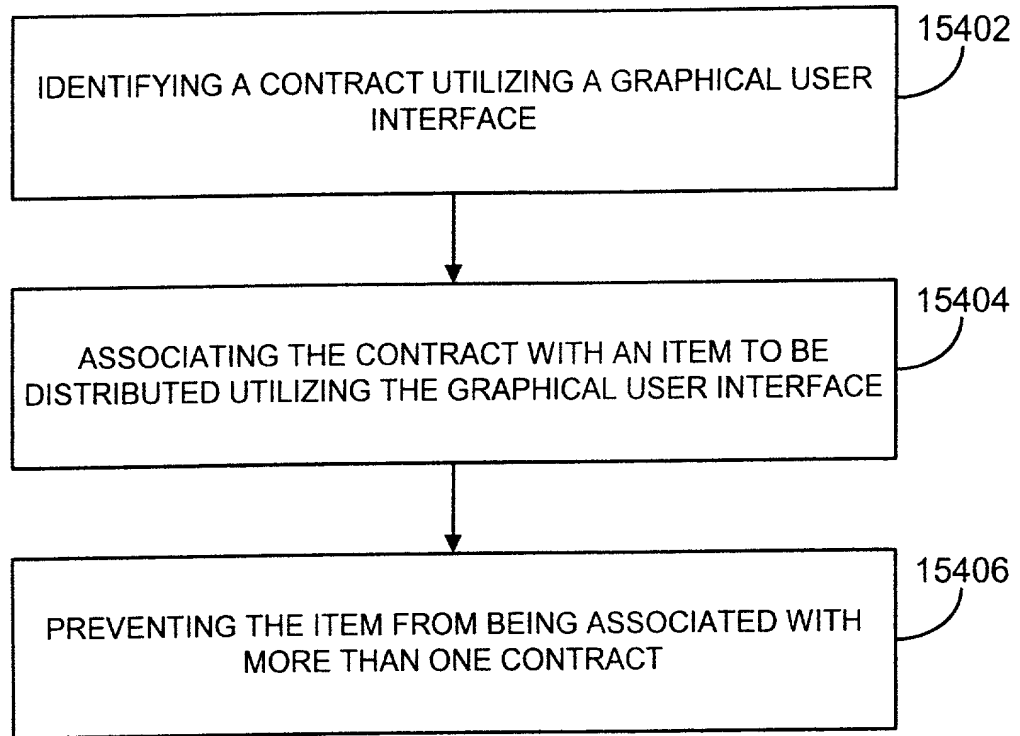 15402
IDENTIFYING A CONTRACT UTILIZING A GRAPHICAL USER
INTERFACE
15404
ASSOCIATING THE CONTRACT WITH AN ITEM TO BE
DISTRIBUTED UTILIZING THE GRAPHICAL USER INTERFACE
15406
PREVENTING THE ITEM FROM BEING ASSOCIATED WITH
MORE THAN ONE CONTRACT